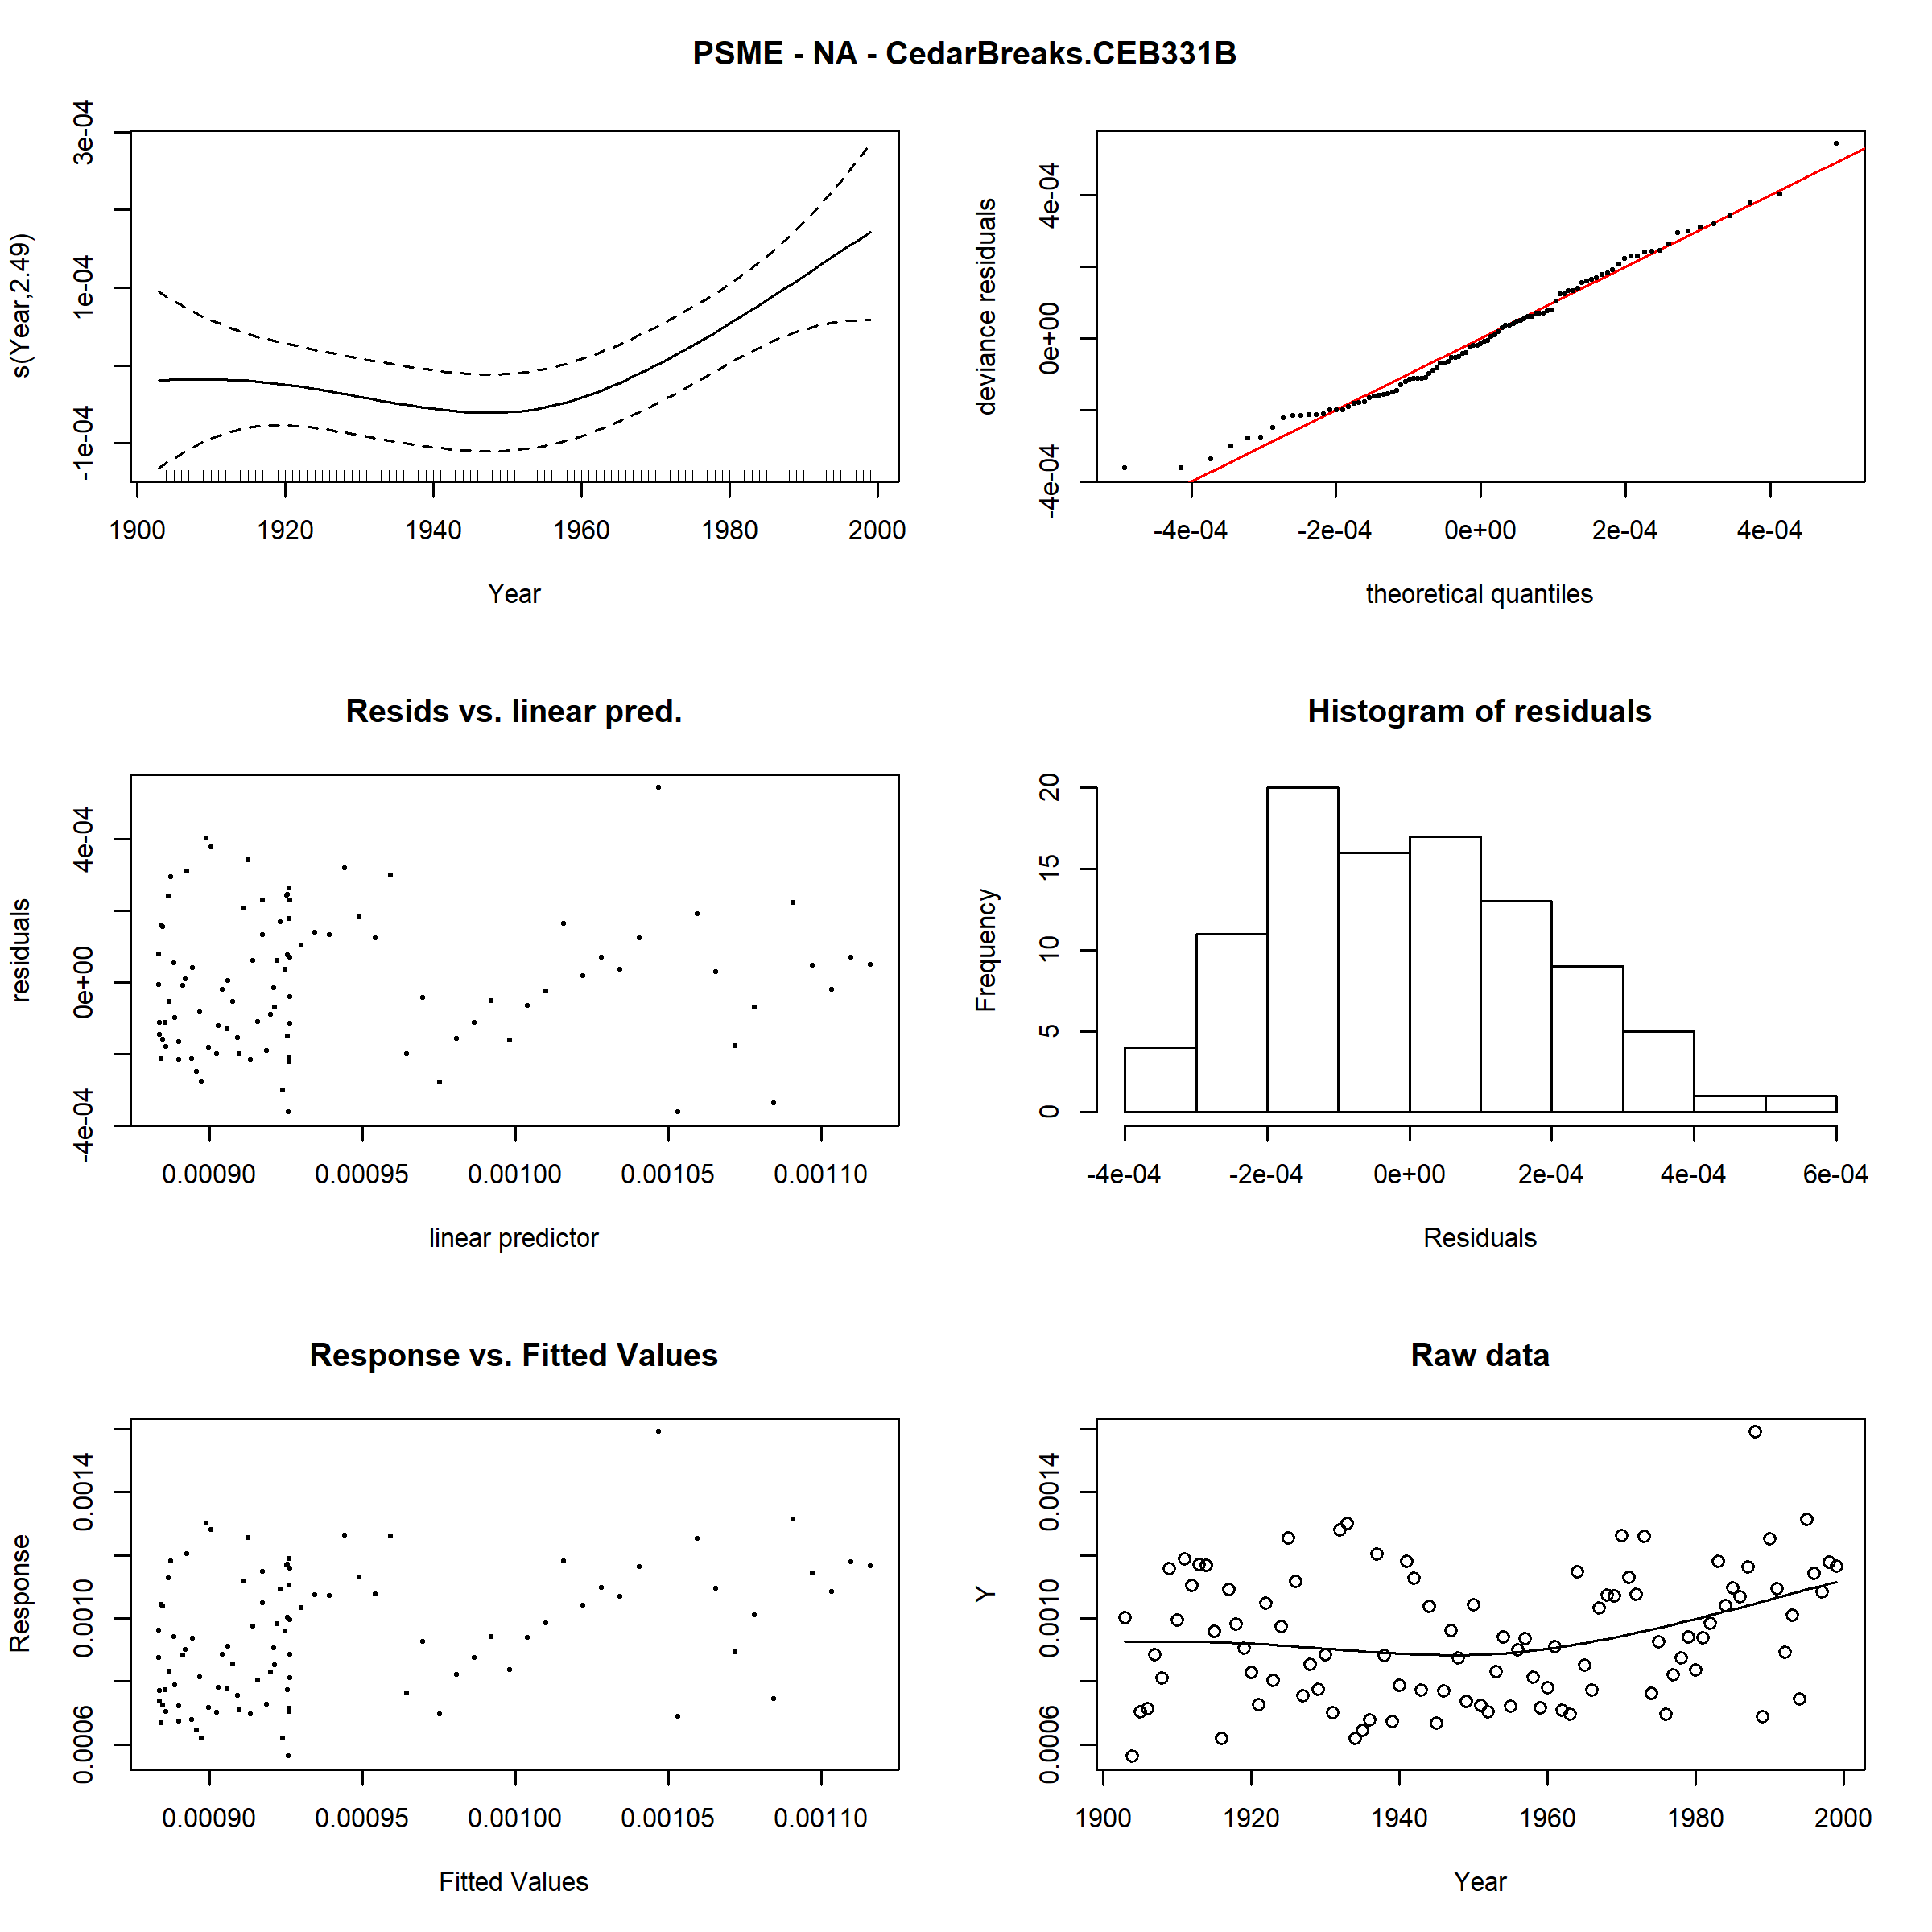 PSME - NA - CedarBreaks.CEB331B
s(Year,2.49)
-1e-04 1e-04 3e-04
1900 1920 1940 1960 1980 2000
Year
deviance residuals
-4e-04 0e+00 4e-04
-4e-04 -2e-04 0e+00 2e-04 4e-04
theoretical quantiles
Resids vs. linear pred.
residuals
-4e-04 0e+00 4e-04
0.00090 0.00095 0.00100 0.00105 0.00110
linear predictor
Histogram of residuals
Frequency
0 5 10 15 20
-4e-04 -2e-04 0e+00 2e-04 4e-04 6e-04
Residuals
Response vs. Fitted Values
Response
0.0006 0.0010 0.0014
0.00090 0.00095 0.00100 0.00105 0.00110
Fitted Values
Raw data
Y
0.0006 0.0010 0.0014
1900 1920 1940 1960 1980 2000
Year